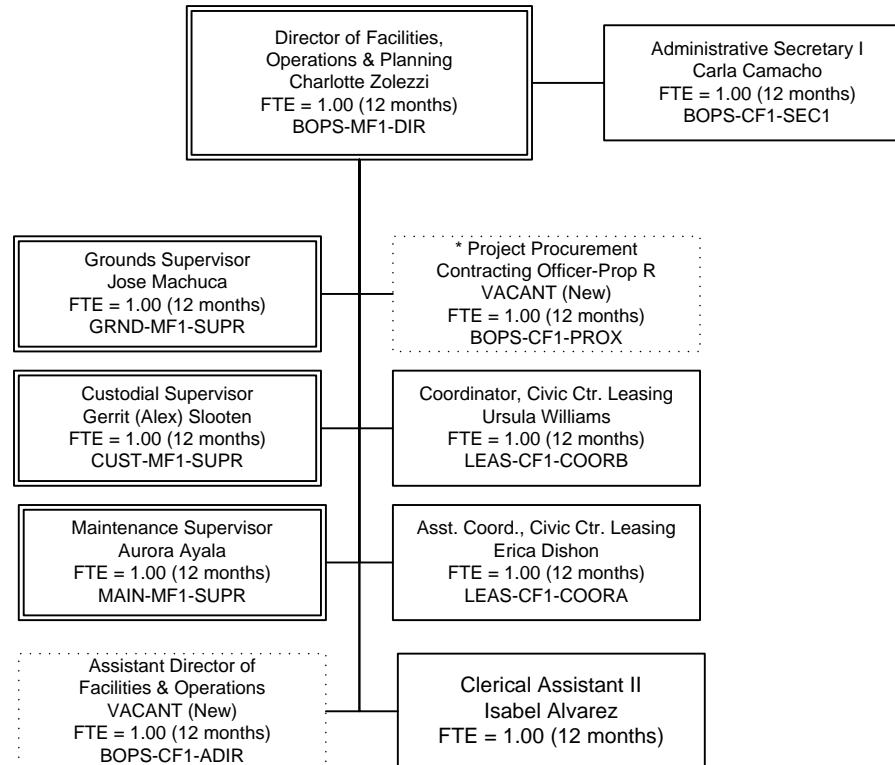 Director of Facilities,
Operations & Planning
Charlotte Zolezzi
FTE = 1.00 (12 months)
BOPS-MF1-DIR
Administrative Secretary I
Carla Camacho
FTE = 1.00 (12 months)
BOPS-CF1-SEC1
Grounds Supervisor
Jose Machuca
FTE = 1.00 (12 months)
GRND-MF1-SUPR
* Project Procurement
Contracting Officer-Prop R
VACANT (New)
FTE = 1.00 (12 months)
BOPS-CF1-PROX
Custodial Supervisor
Gerrit (Alex) Slooten
FTE = 1.00 (12 months)
CUST-MF1-SUPR
Coordinator, Civic Ctr. Leasing
Ursula Williams
FTE = 1.00 (12 months)
LEAS-CF1-COORB
Maintenance Supervisor
Aurora Ayala
FTE = 1.00 (12 months)
MAIN-MF1-SUPR
Asst. Coord., Civic Ctr. Leasing
Erica Dishon
FTE = 1.00 (12 months)
LEAS-CF1-COORA
Assistant Director of
Facilities & Operations
VACANT (New)
FTE = 1.00 (12 months)
BOPS-CF1-ADIR
Clerical Assistant II
Isabel Alvarez
FTE = 1.00 (12 months)